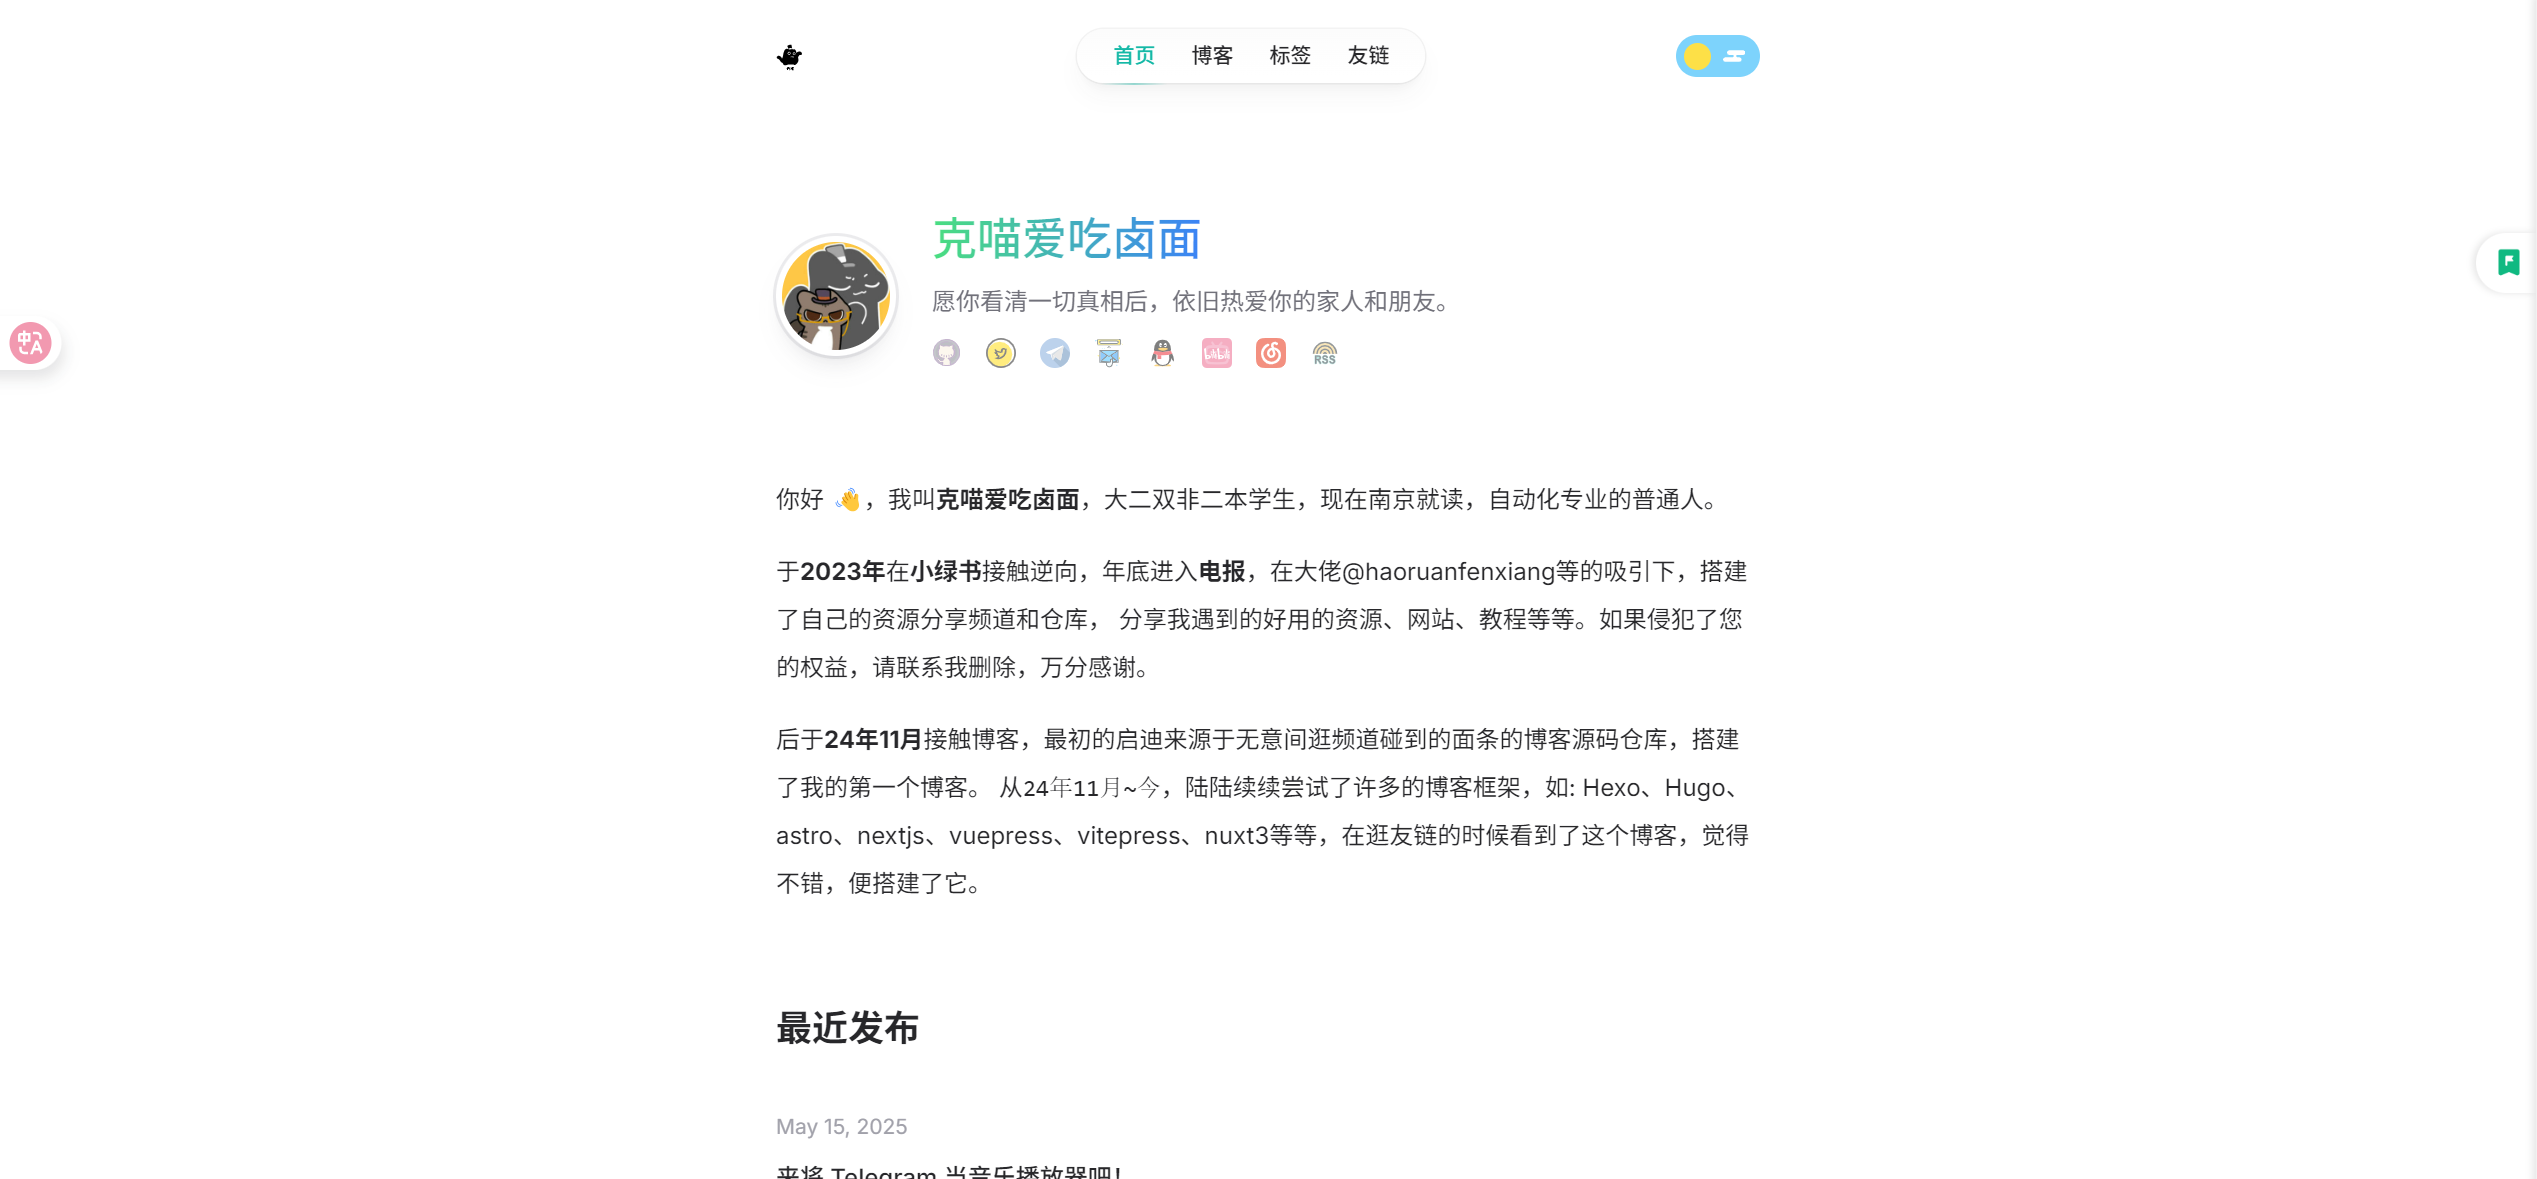 首页 博客 标签 友链
克喵爱吃卤面
愿你看清一切真相后，依旧热爱你的家人和朋友。
中A
bilibili
RSS
你好 👋，我叫克喵爱吃卤面，大二双非二本学生，现在南京就读，自动化专业的普通人。
于2023年在小绿书接触逆向，年底进入电报，在大佬@haoruanfenxiang等的吸引下，搭建
了自己的资源分享频道和仓库， 分享我遇到的好用的资源、网站、教程等等。如果侵犯了您
的权益，请联系我删除，万分感谢。
后于24年11月接触博客，最初的启迪来源于无意间逛频道碰到的面条的博客源码仓库，搭建
了我的第一个博客。 从24年11月~今，陆陆续续尝试了许多的博客框架，如: Hexo、Hugo、
astro、nextjs、vuepress、vitepress、nuxt3等等，在逛友链的时候看到了这个博客，觉得
不错，便搭建了它。
最近发布
May 15, 2025
来将 Telegram 当音乐播放器吧！